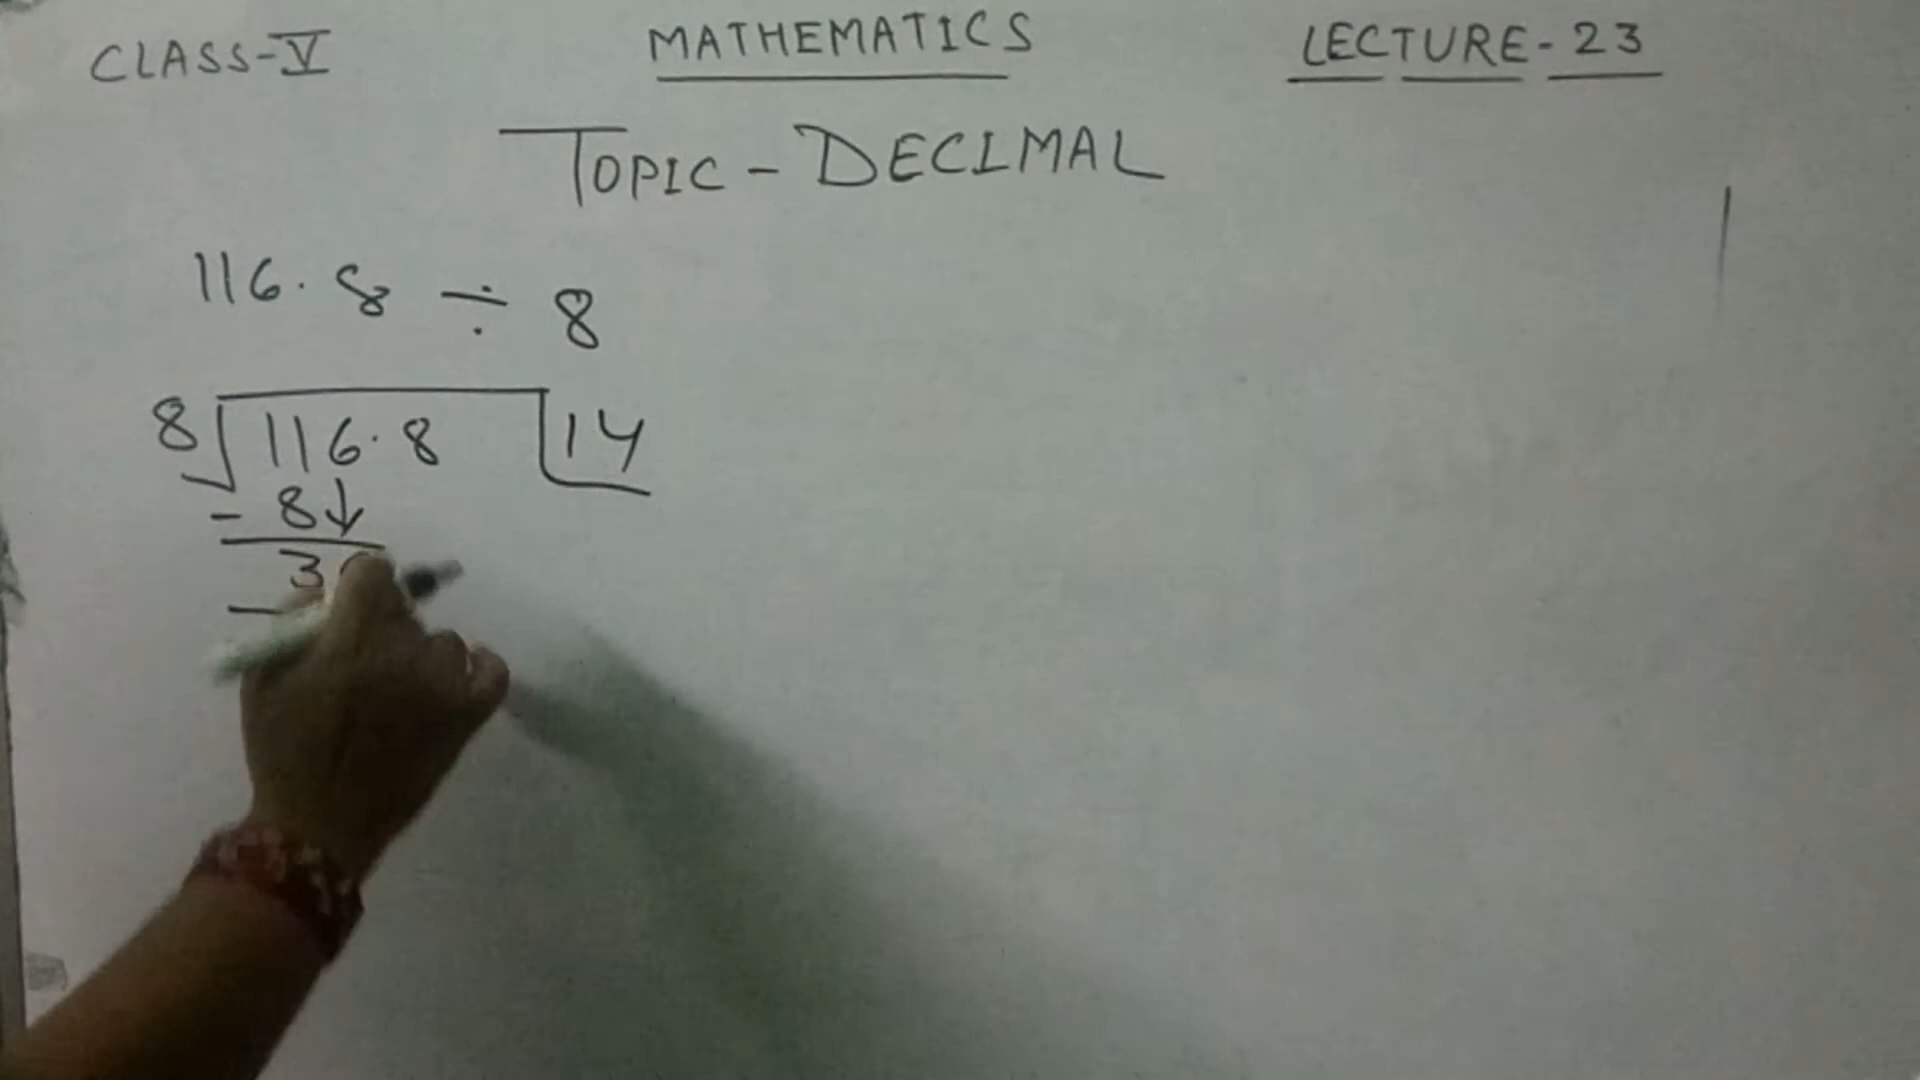 CLASS-V MATHEMATICS LECTURE-23
TOPIC - DECIMAL
116.8 ÷ 8
8 116.8 14
- 8↓
3